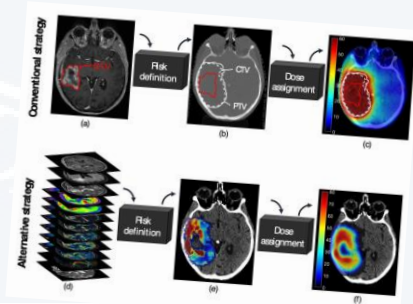 Conventional strategy
Risk
definition
CTV
PTV
Dose
assignment
(a)
(b)
(c)
Alternative strategy
Risk
definition
Dose
assignment
(d)
(e)
(f)